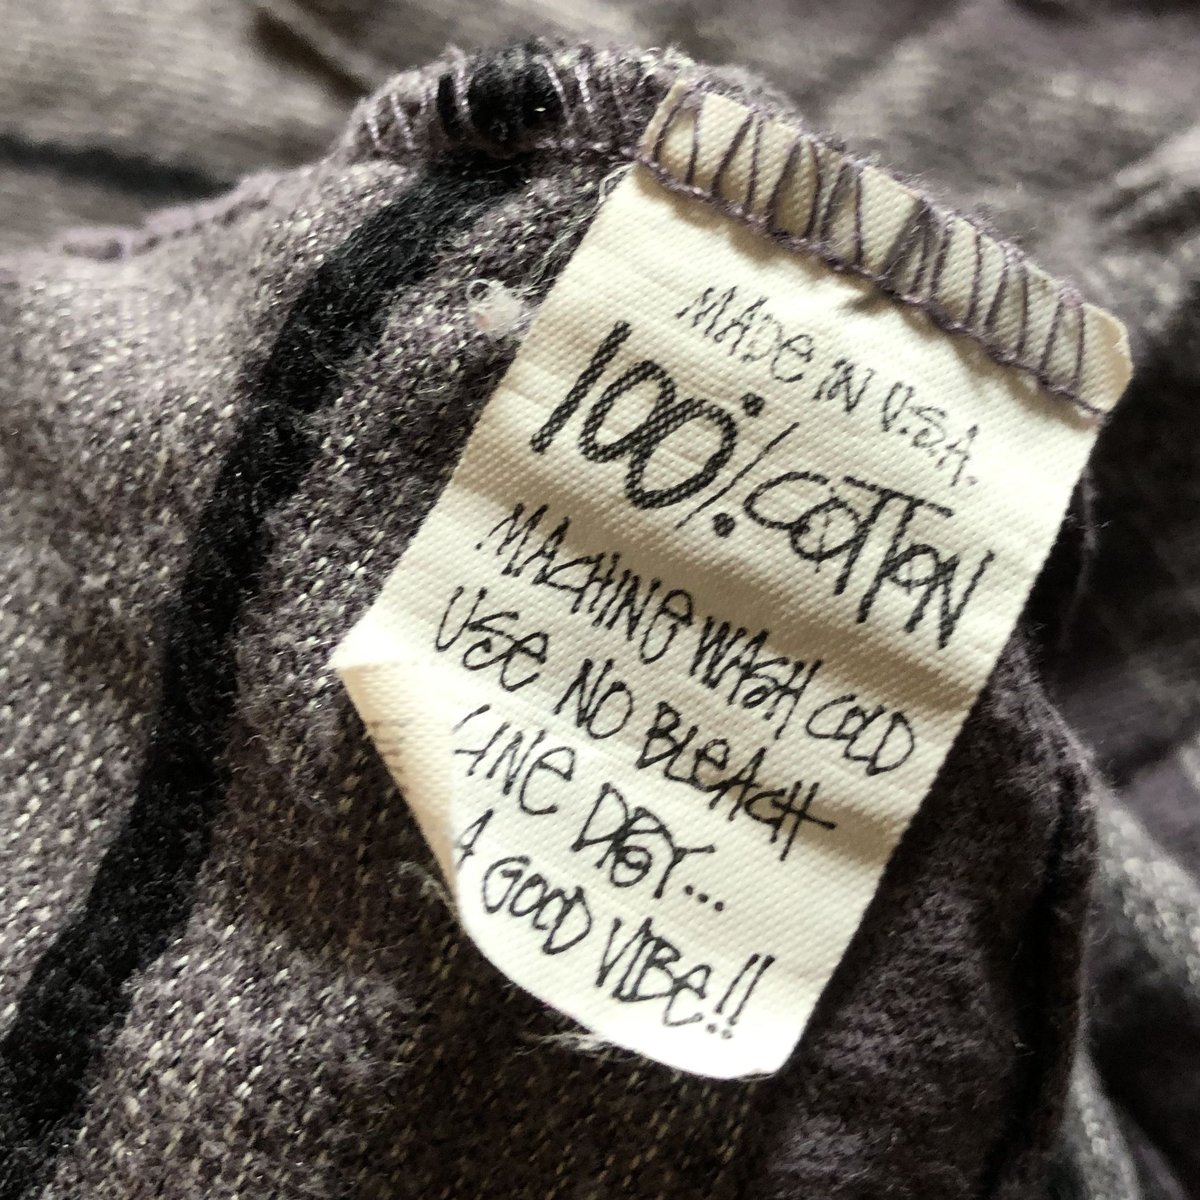 MADE IN U.S.A.
100% COTTON
MACHINE WASH COLD
USE NO BLEACH
LINE DRY...
A GOOD VIBE!!